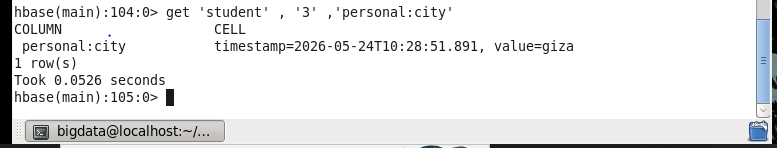 hbase(main):104:0> get 'student' , '3' ,'personal:city'
COLUMN CELL
personal:city timestamp=2026-05-24T10:28:51.891, value=giza
1 row(s)
Took 0.0526 seconds
hbase(main):105:0>
bigdata@localhost:~/...